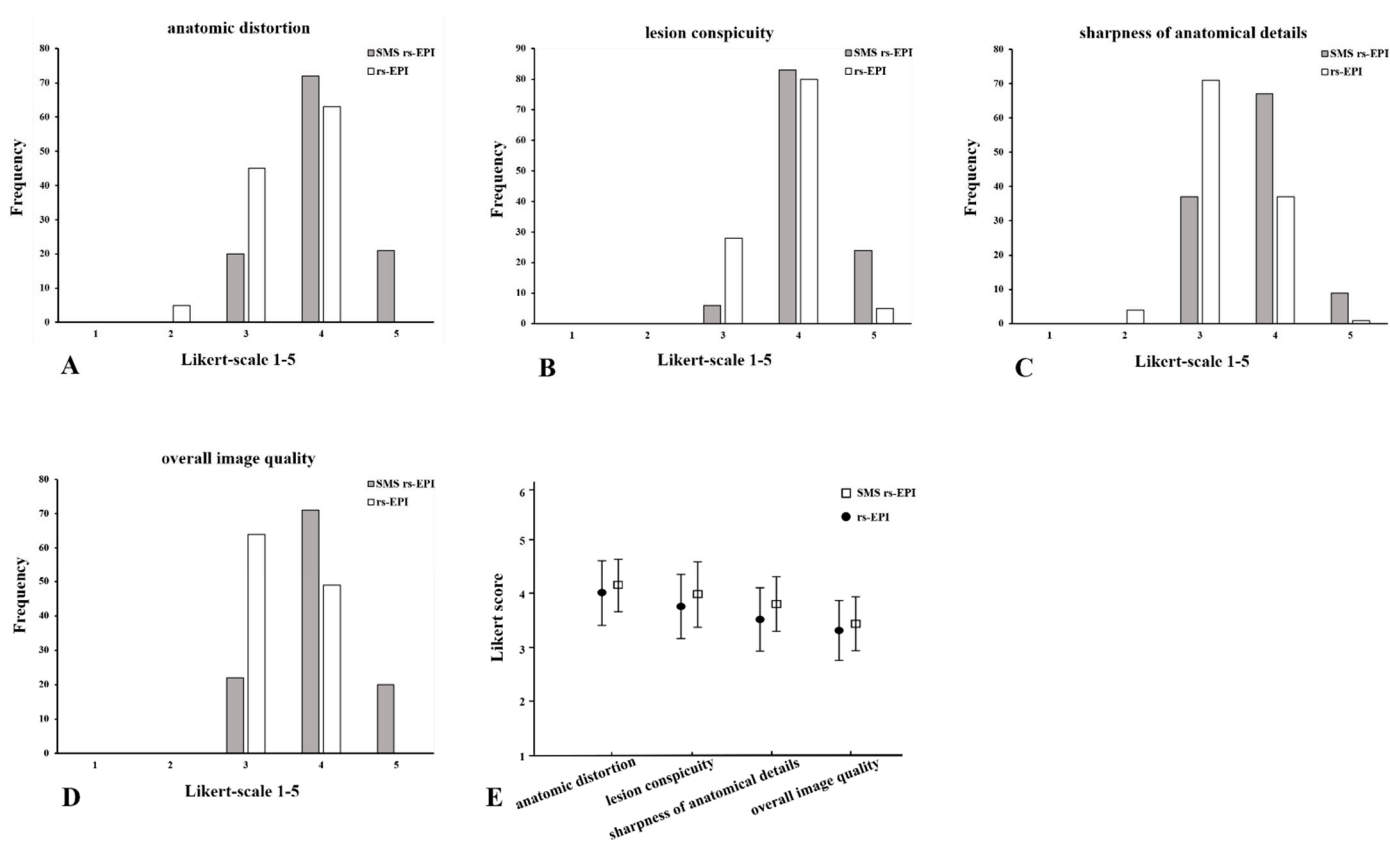 anatomic distortion
80
70
60
50
40
30
20
10
0
Frequency
SMS rs-EPI
rs-EPI
1 2 3 4 5
Likert-scale 1-5
A
lesion conspicuity
90
80
70
60
50
40
30
20
10
0
Frequency
SMS rs-EPI
rs-EPI
1 2 3 4 5
Likert-scale 1-5
B
sharpness of anatomical details
80
70
60
50
40
30
20
10
0
Frequency
SMS rs-EPI
rs-EPI
1 2 3 4 5
Likert-scale 1-5
C
overall image quality
80
70
60
50
40
30
20
10
0
Frequency
SMS rs-EPI
rs-EPI
1 2 3 4 5
Likert-scale 1-5
D
6
5
4
3
2
1
Likert score
SMS rs-EPI
rs-EPI
anatomic distortion
lesion conspicuity
sharpness of anatomical details
overall image quality
E